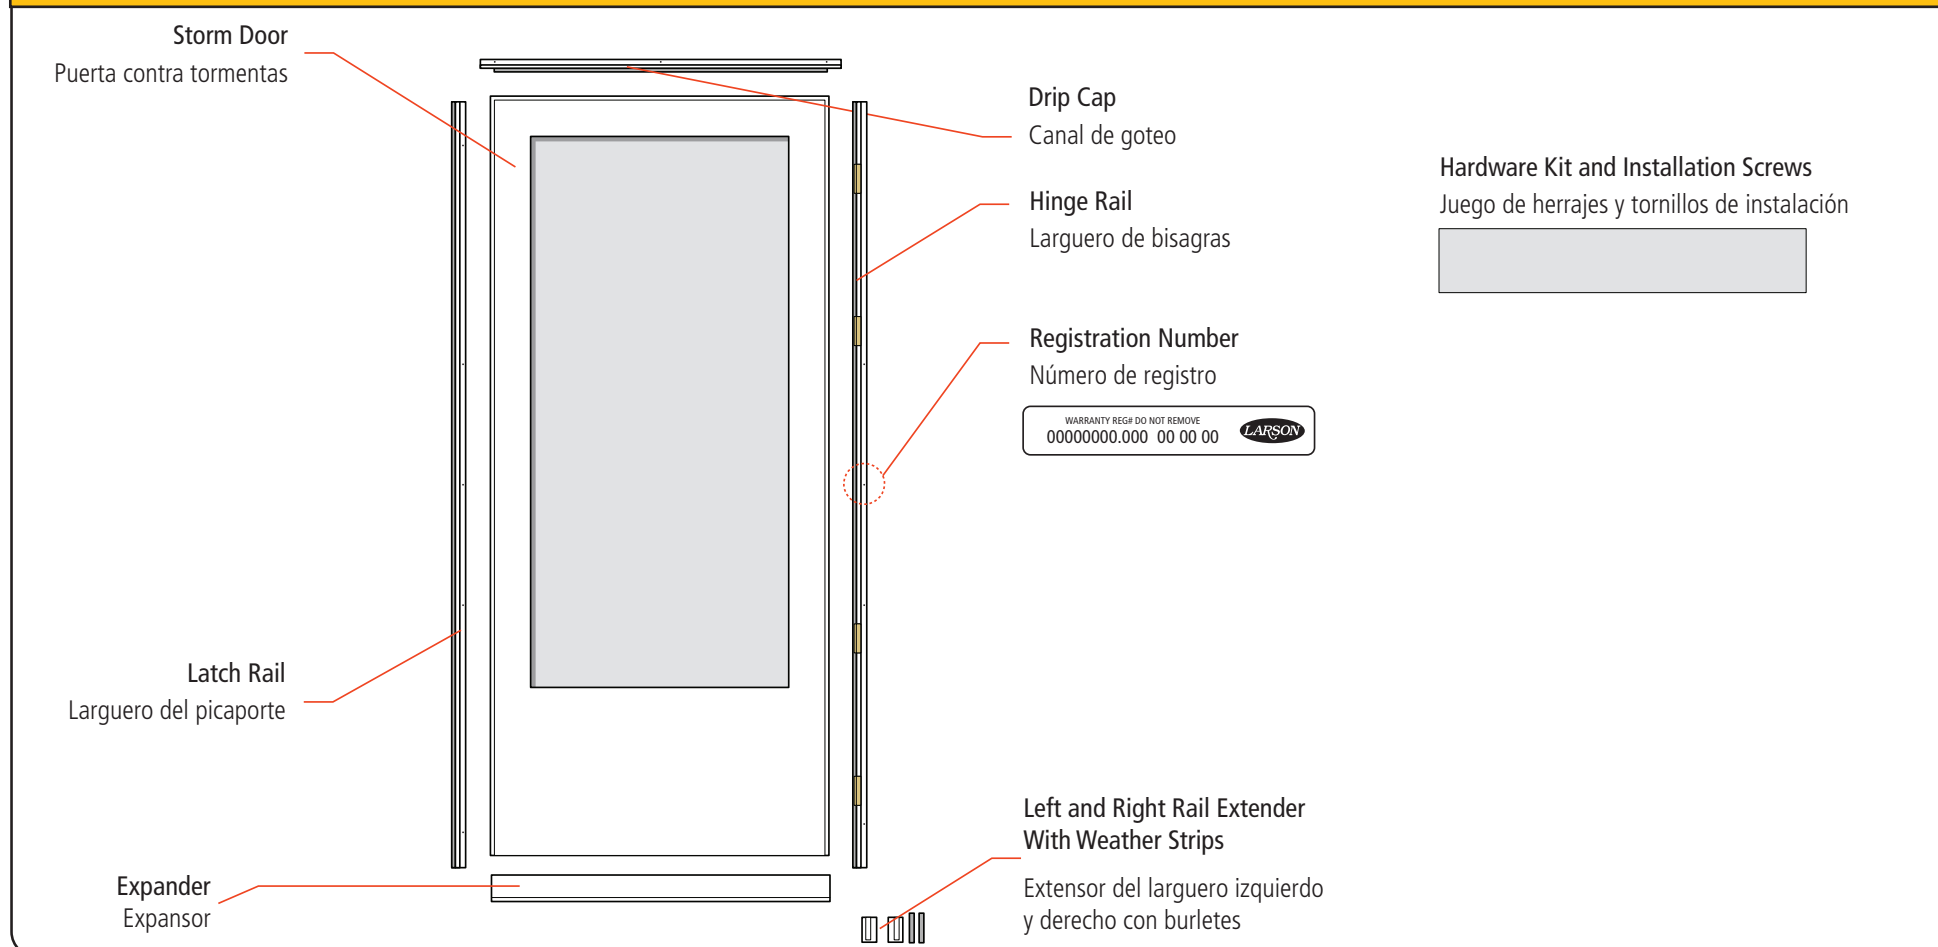 Storm Door
Puerta contra tormentas
Drip Cap
Canal de goteo
Hinge Rail
Larguero de bisagras
Hardware Kit and Installation Screws
Juego de herrajes y tornillos de instalación
Registration Number
Número de registro
WARRANTY REG# DO NOT REMOVE
00000000.000 00 00 00
LARSON
Latch Rail
Larguero del picaporte
Left and Right Rail Extender
With Weather Strips
Extensor del larguero izquierdo
y derecho con burletes
Expander
Expansor